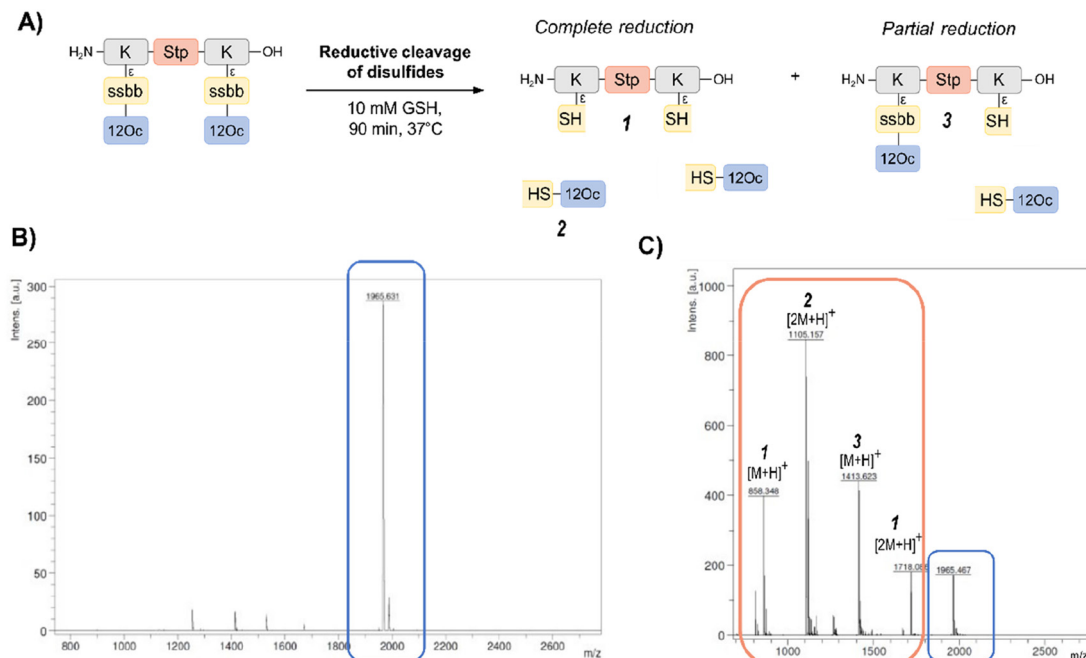 A)
H₂N– K Stp K –OH
ε ε
ssbb ssbb
12Oc 12Oc
Reductive cleavage
of disulfides
10 mM GSH,
90 min, 37°C
Complete reduction
H₂N– K Stp K –OH
ε ε
SH 1 SH
HS 12Oc
HS 12Oc
2
+
Partial reduction
H₂N– K Stp K –OH
ε ε
ssbb 3 SH
12Oc
HS 12Oc
B)
Intens. [a.u.]
300
250
200
150
100
50
0
1965.631
800 1000 1200 1400 1600 1800 2000 2200 2400 2600
m/z
C)
Intens. [a.u.]
1000
800
600
400
200
0
2
[2M+H]⁺
1105.157
1
[M+H]⁺
858.348
3
[M+H]⁺
1413.623
1
[2M+H]⁺
1965.467
1000 1500 2000 2500
m/z